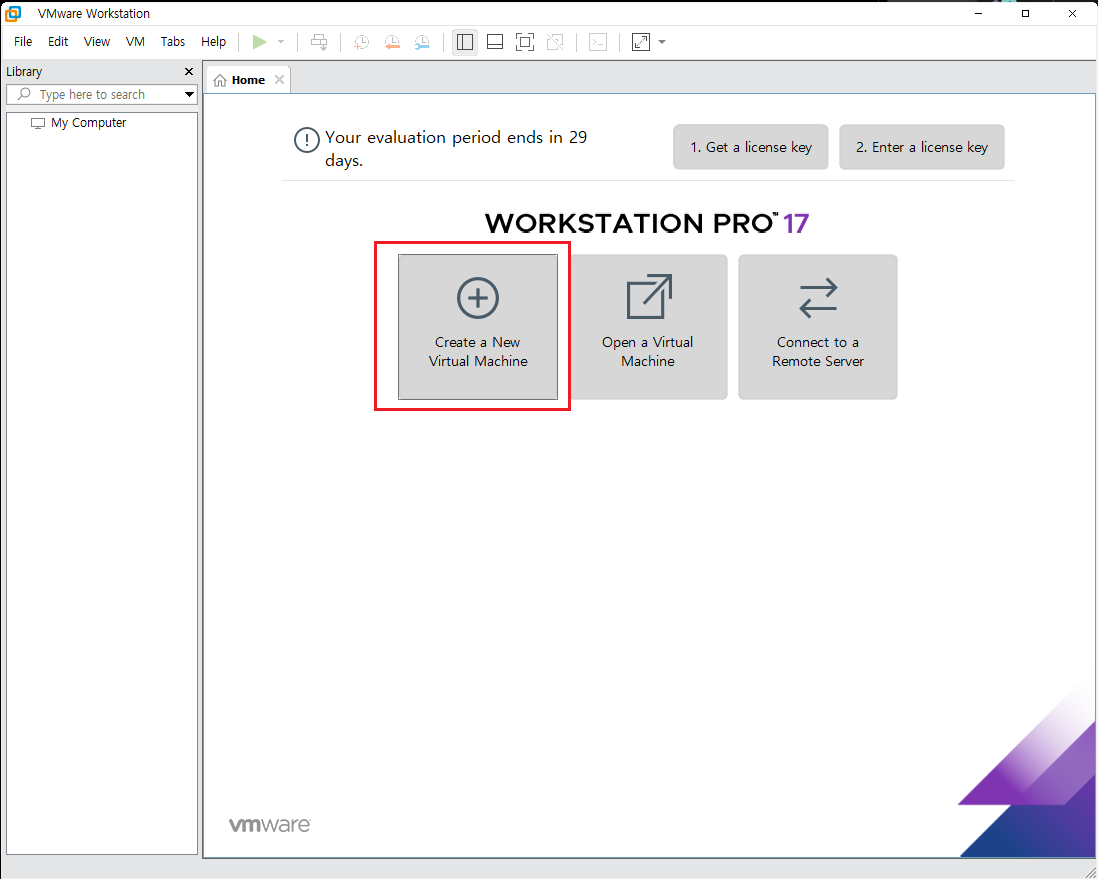 VMware Workstation
File Edit View VM Tabs Help
Library
Type here to search
My Computer
Home
Your evaluation period ends in 29
days.
1. Get a license key
2. Enter a license key
WORKSTATION PRO™ 17
Create a New
Virtual Machine
Open a Virtual
Machine
Connect to a
Remote Server
vmware